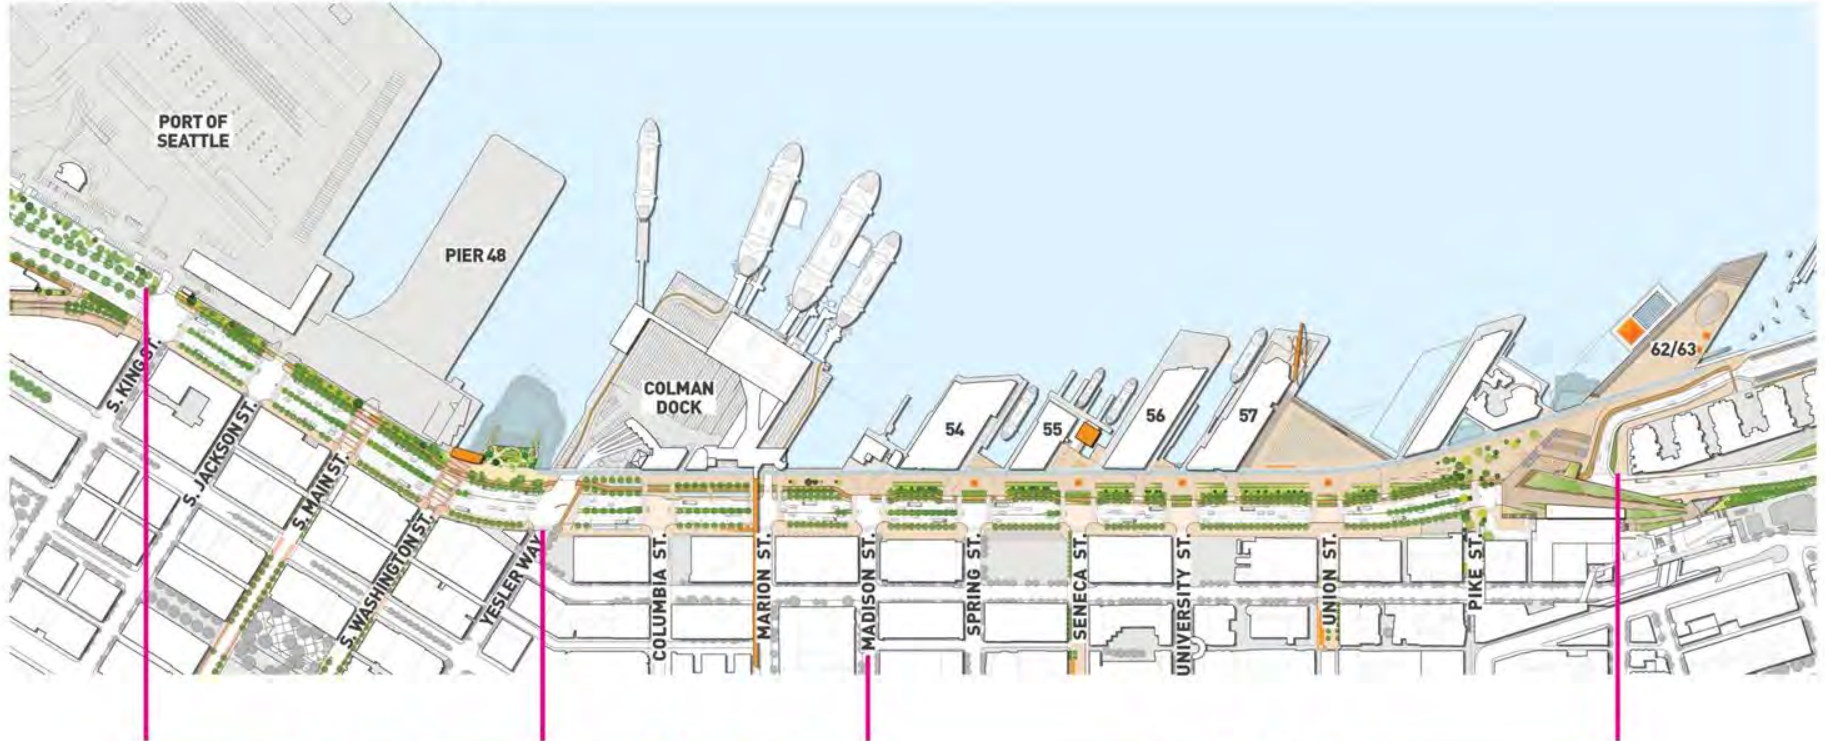 PORT OF
SEATTLE
PIER 48
COLMAN
DOCK
54
55
56
57
62/63
S. KING ST.
S. JACKSON ST.
S. MAIN ST.
S. WASHINGTON ST.
YESLER WAY
COLUMBIA ST.
MARION ST.
MADISON ST.
SPRING ST.
SENECA ST.
UNIVERSITY ST.
UNION ST.
PIKE ST.